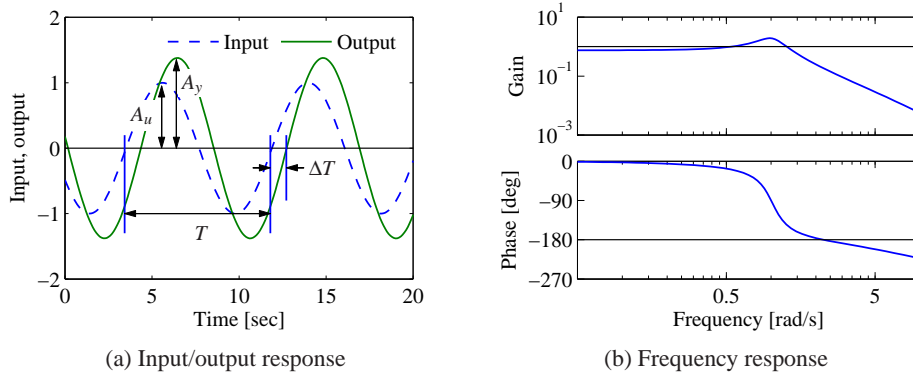 Input
Output
2
1
0
−1
−2
Input, output
A_y
A_u
ΔT
T
0
5
10
15
20
Time [sec]
(a) Input/output response
10^1
10^−1
10^−3
Gain
0
−90
−180
−270
Phase [deg]
0.5
5
Frequency [rad/s]
(b) Frequency response